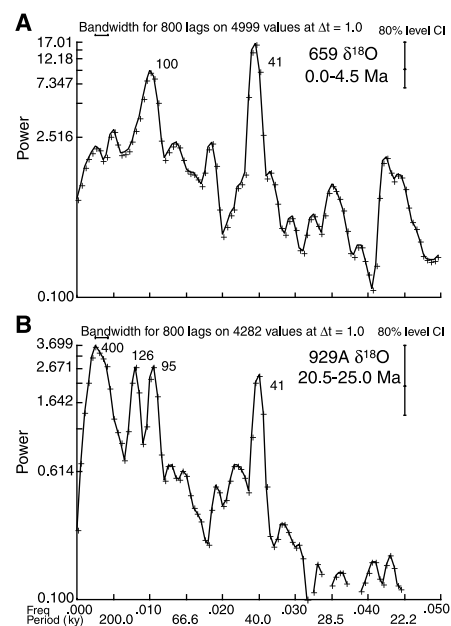 A
Bandwidth for 800 lags on 4999 values at Δt = 1.0
80% level CI
17.01
12.18
7.347
2.516
0.100
Power
100
41
659 δ¹⁸O
0.0-4.5 Ma
B
Bandwidth for 800 lags on 4282 values at Δt = 1.0
80% level CI
3.699
2.671
1.642
0.614
0.100
Power
400
126
95
41
929A δ¹⁸O
20.5-25.0 Ma
Freq .000 .010 .020 .030 .040 .050
Period (ky) 200.0 66.6 40.0 28.5 22.2